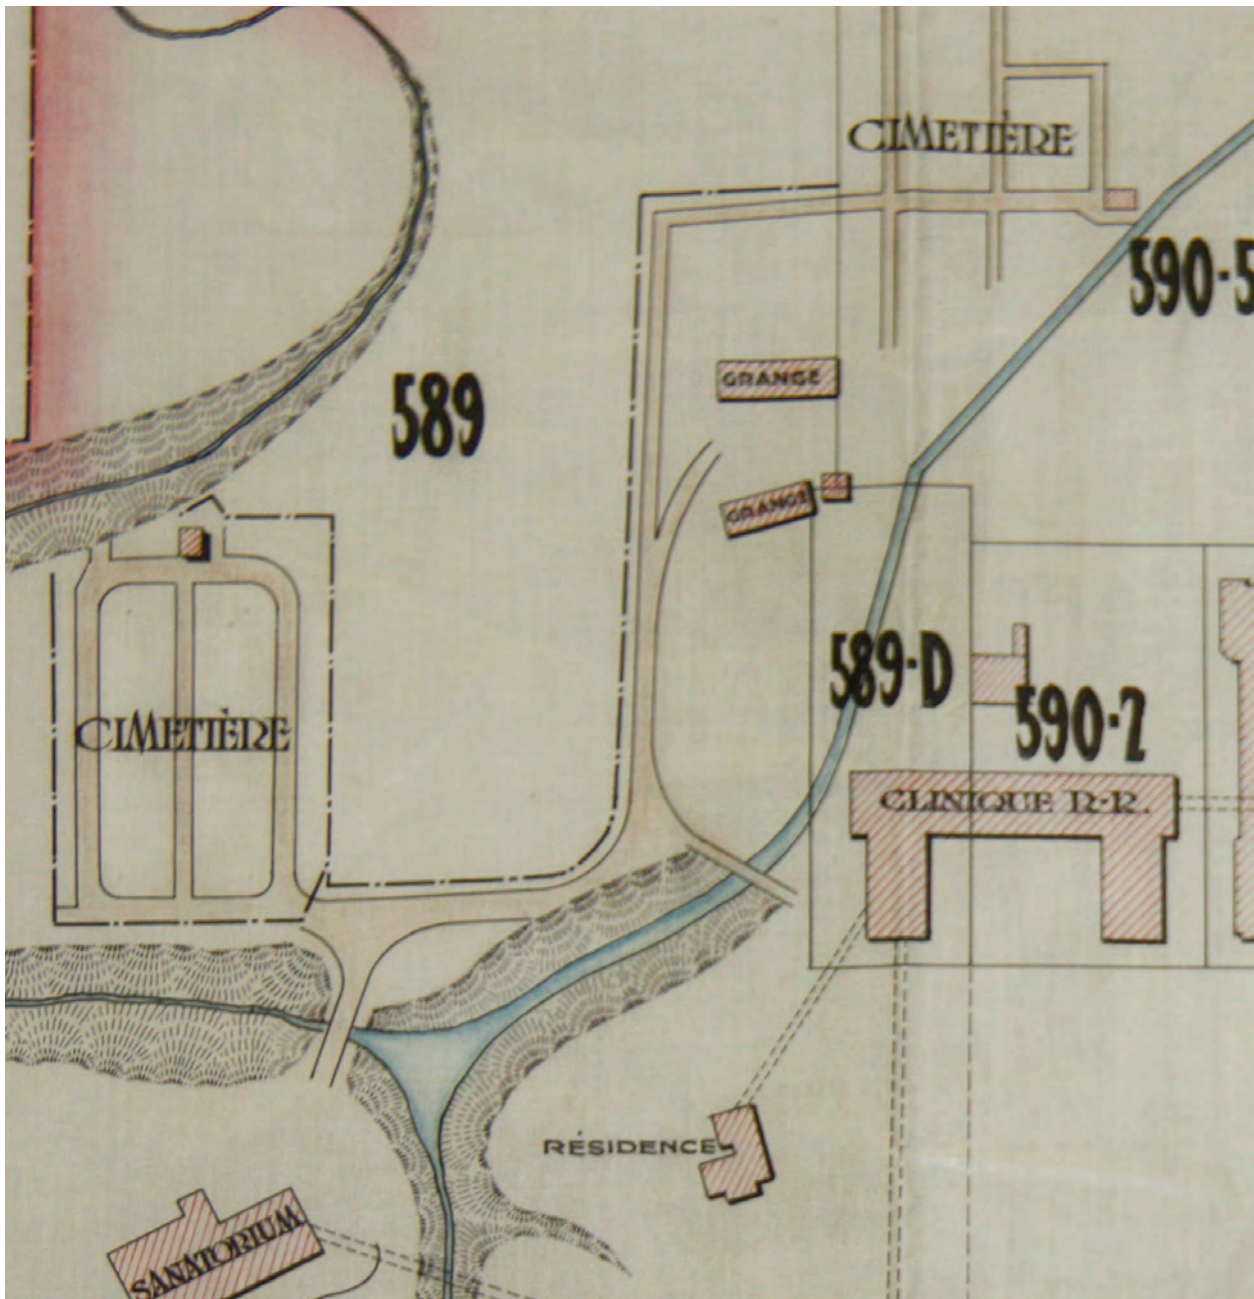 CIMETIÈRE
590-5
GRANGE
589
GRANGE
589-D
590-2
CIMETIÈRE
CLINIQUE R-R.
RÉSIDENCE
SANATORIUM